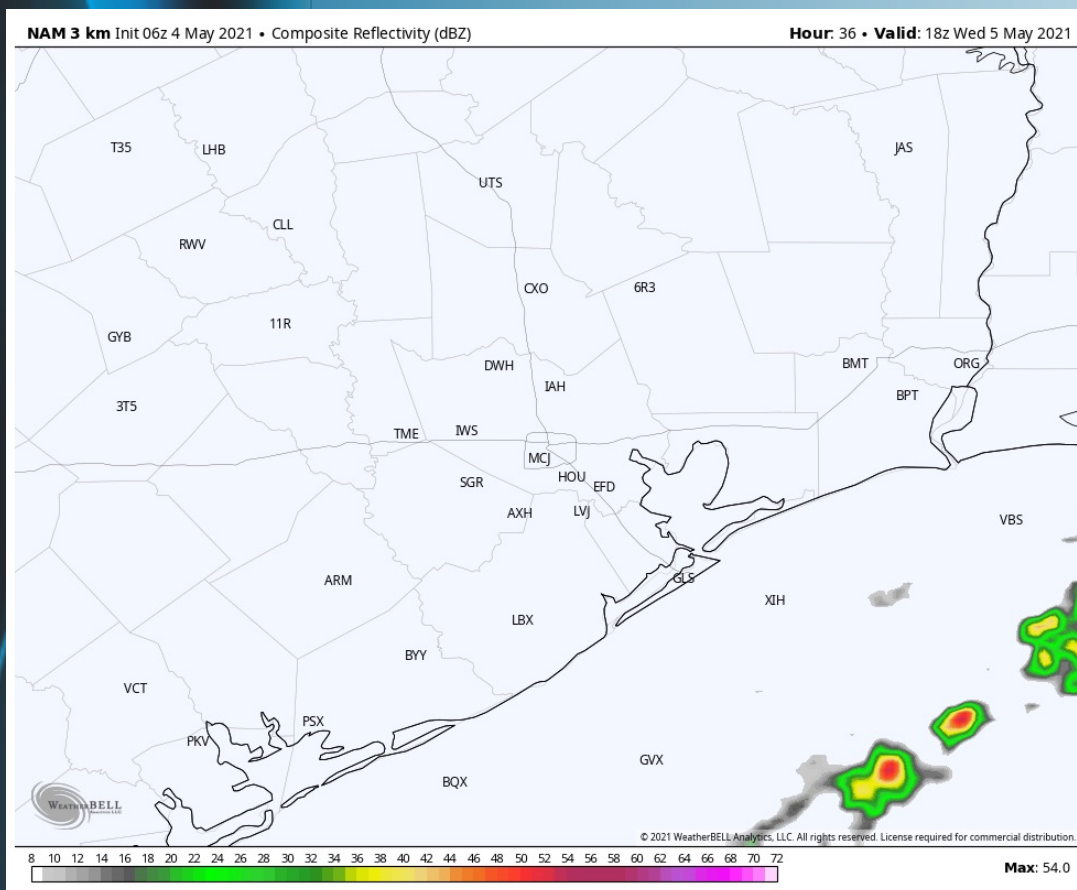 NAM 3 km Init 06z 4 May 2021 • Composite Reflectivity (dBZ) Hour: 36 • Valid: 18z Wed 5 May 2021
T35 LHB JAS
UTS
CLL
RWV
CXO 6R3
11R
GYB
DWH BMT ORG
IAH
BPT
3T5
TME IWS
MCJ
HOU
SGR EFD
AXH LVJ
VBS
ARM GLS
XIH
LBX
BYY
VCT
PSX
PKV
GVX
BQX
WEATHERBELL
© 2021 WeatherBELL Analytics, LLC. All rights reserved. License required for commercial distribution.
8 10 12 14 16 18 20 22 24 26 28 30 32 34 36 38 40 42 44 46 48 50 52 54 56 58 60 62 64 66 68 70 72
Max: 54.0